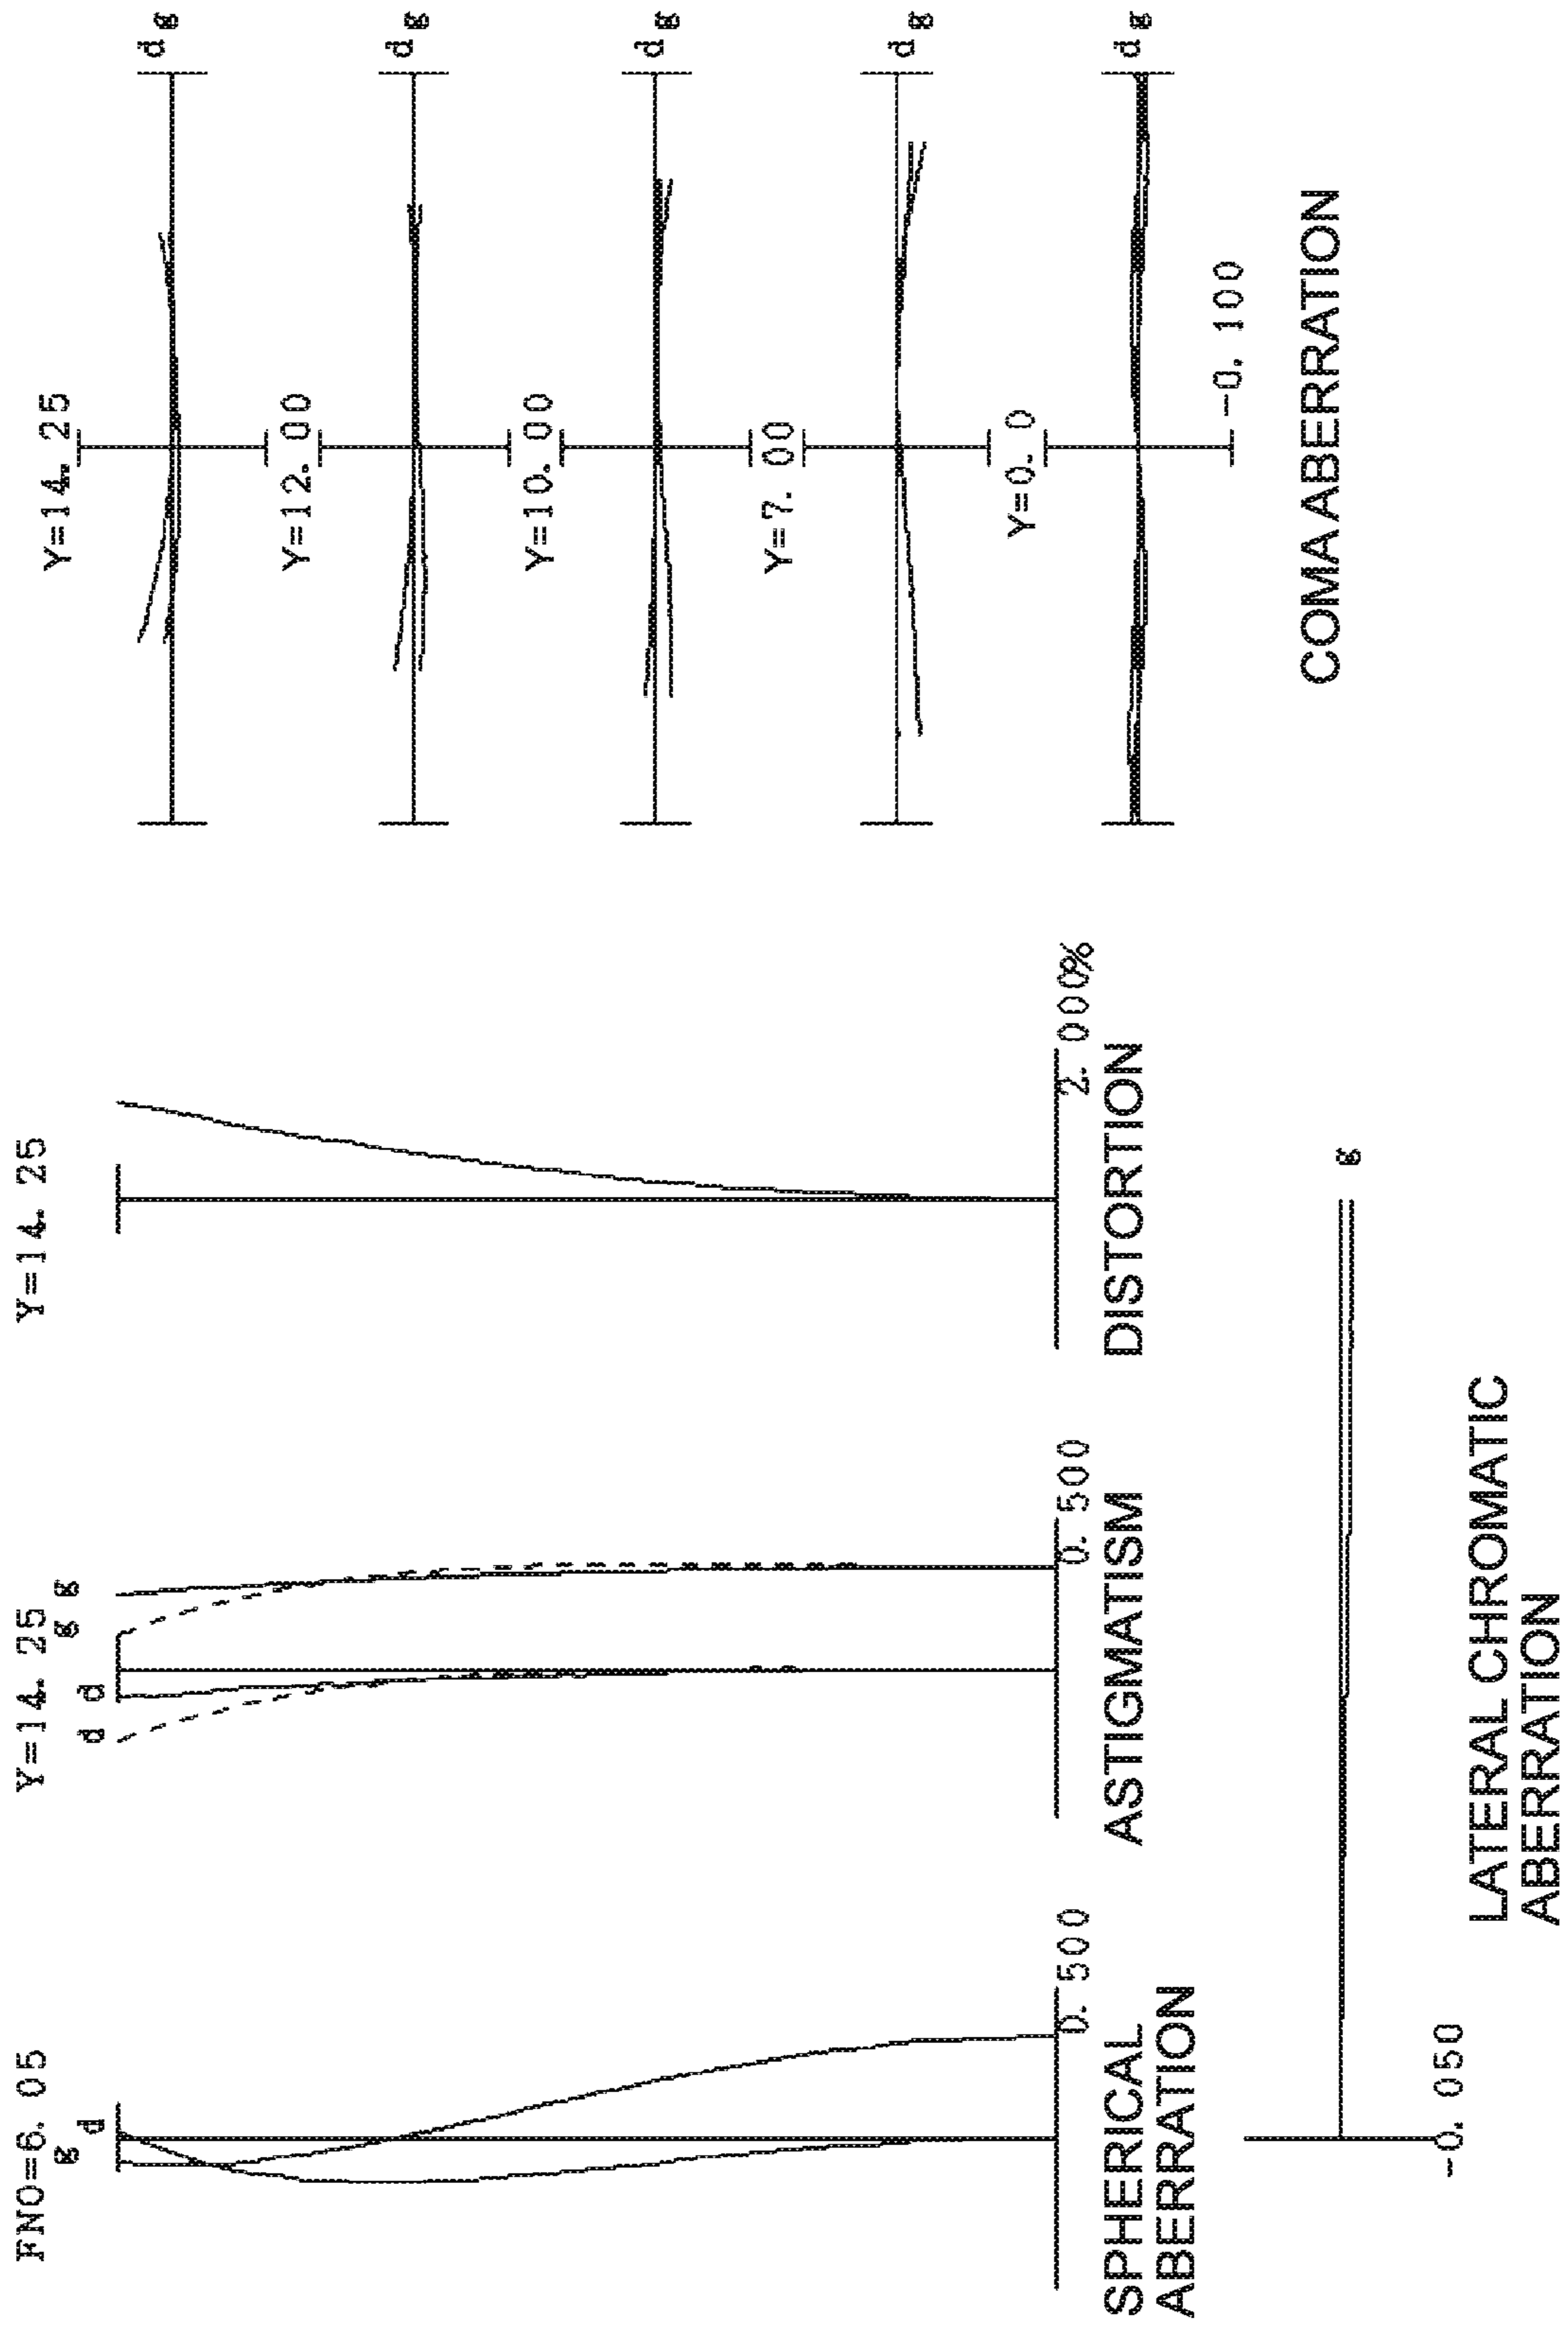 FNO=6.05
g
d
0.500
SPHERICAL
ABERRATION
Y=14.25
d
d
g
g
0.500
ASTIGMATISM
Y=14.25
2.000%
DISTORTION
-0.050
g
LATERAL CHROMATIC
ABERRATION
Y=14.25
d
g
Y=12.00
d
g
Y=10.00
d
g
Y=7.00
d
g
Y=0.0
d
g
-0.100
COMA ABERRATION